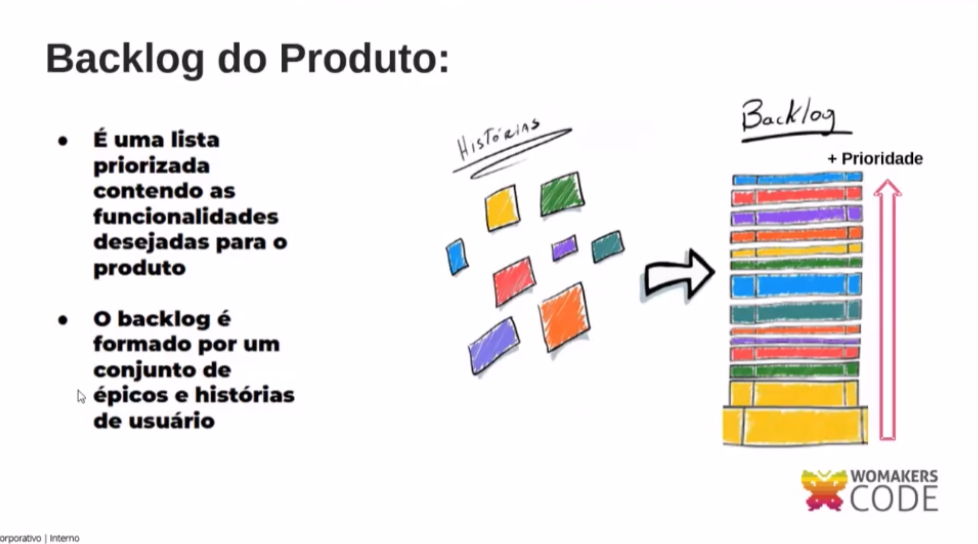 Backlog do Produto:
• É uma lista
priorizada
contendo as
funcionalidades
desejadas para o
produto
• O backlog é
formado por um
conjunto de
épicos e histórias
de usuário
HISTÓRIAS
Backlog
+ Prioridade
WOMAKERS
CODE
orporativo | Interno